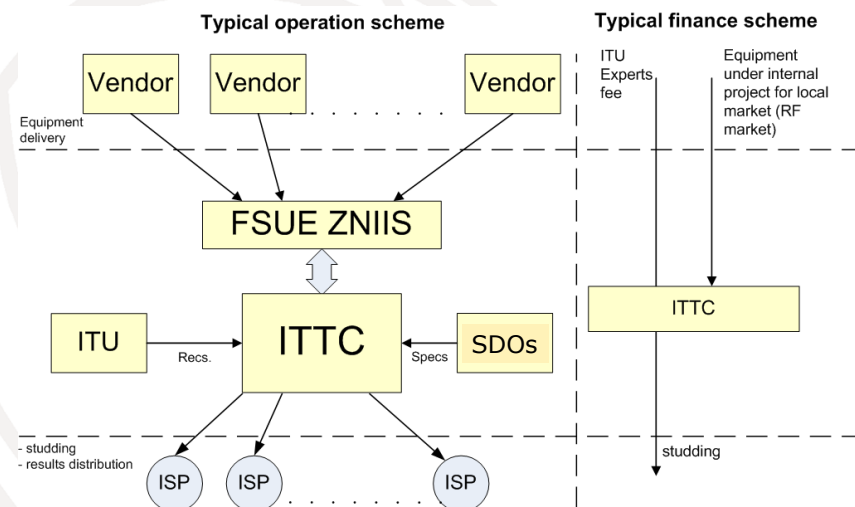 Typical operation scheme
Typical finance scheme
Vendor
Vendor
Vendor
. . . . . . . .
Equipment
delivery
ITU
Experts
fee
Equipment
under internal
project for local
market (RF
market)
FSUE ZNIIS
ITU
Recs.
ITTC
Specs
SDOs
ITTC
- studding
- results distribution
ISP
ISP
. . . . . . . .
ISP
studding